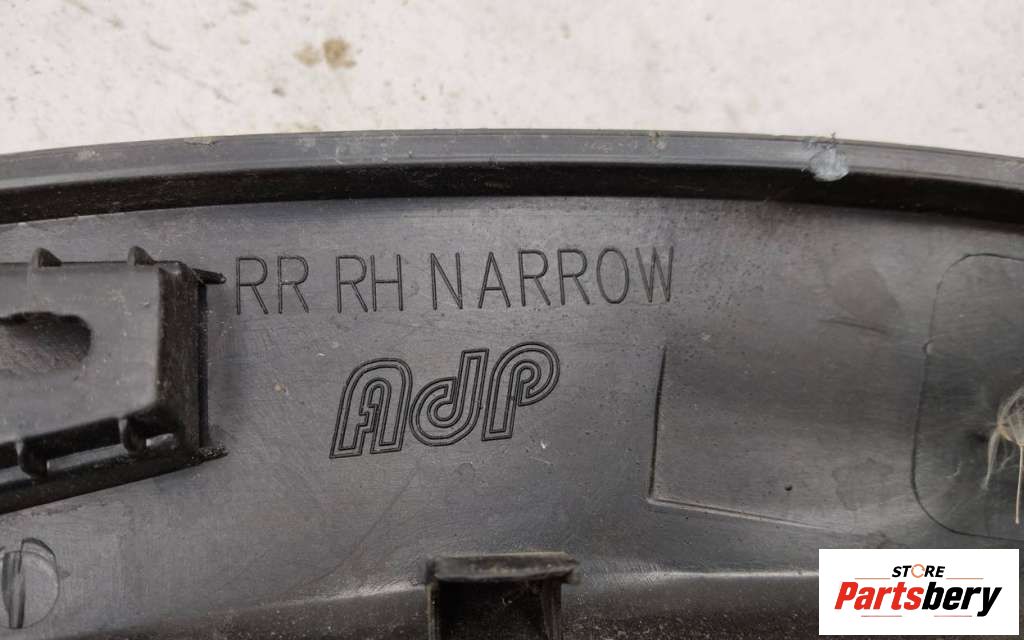 RR RH NARROW
AdP
STORE
Partsbery